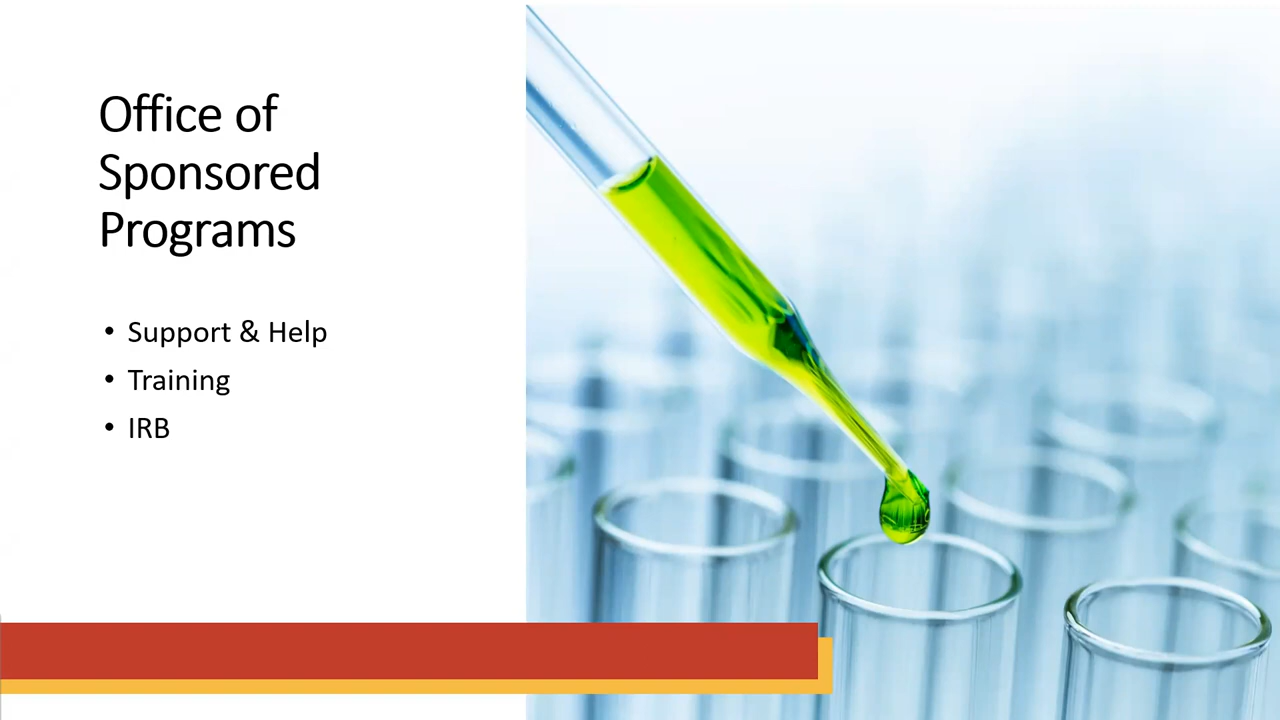 Office of
Sponsored
Programs
• Support & Help
• Training
• IRB